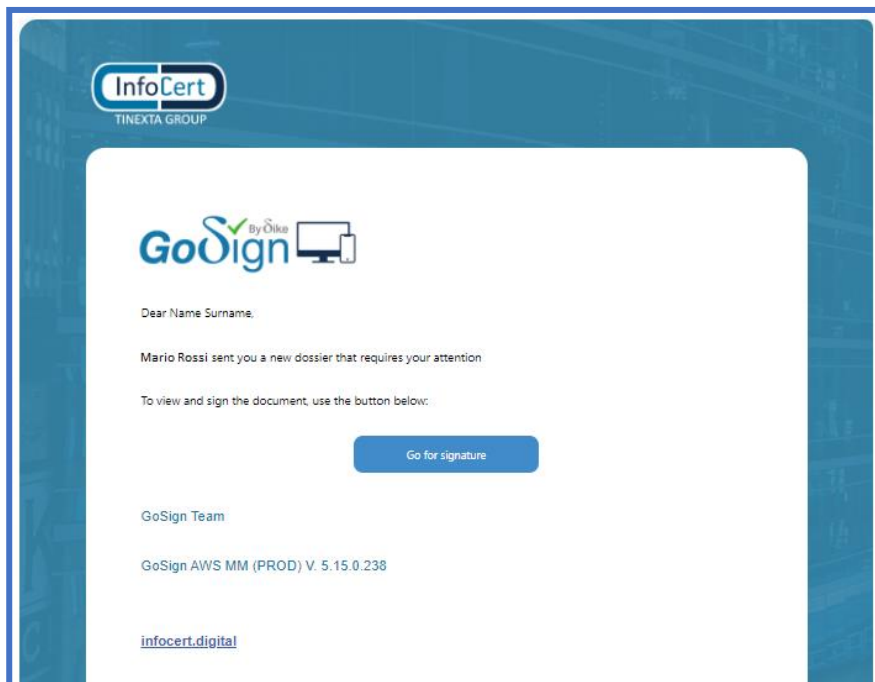 InfoCert
TINEXTA GROUP
GoSign By Dike
Dear Name Surname,
Mario Rossi sent you a new dossier that requires your attention
To view and sign the document, use the button below:
Go for signature
GoSign Team
GoSign AWS MM (PROD) V. 5.15.0.238
infocert.digital